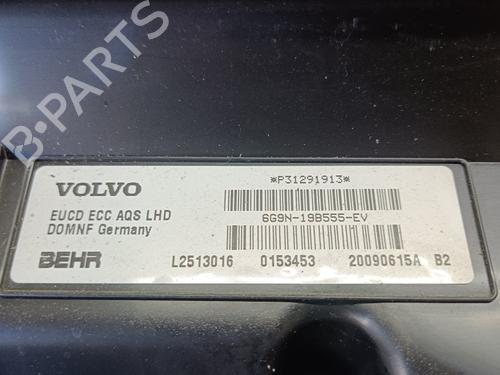 VOLVO
EUCD ECC AQS LHD
DOMNF Germany
BEHR
*P31291913*
6G9N-19B555-EV
L2513016 0153453 20090615A B2
B-PARTS